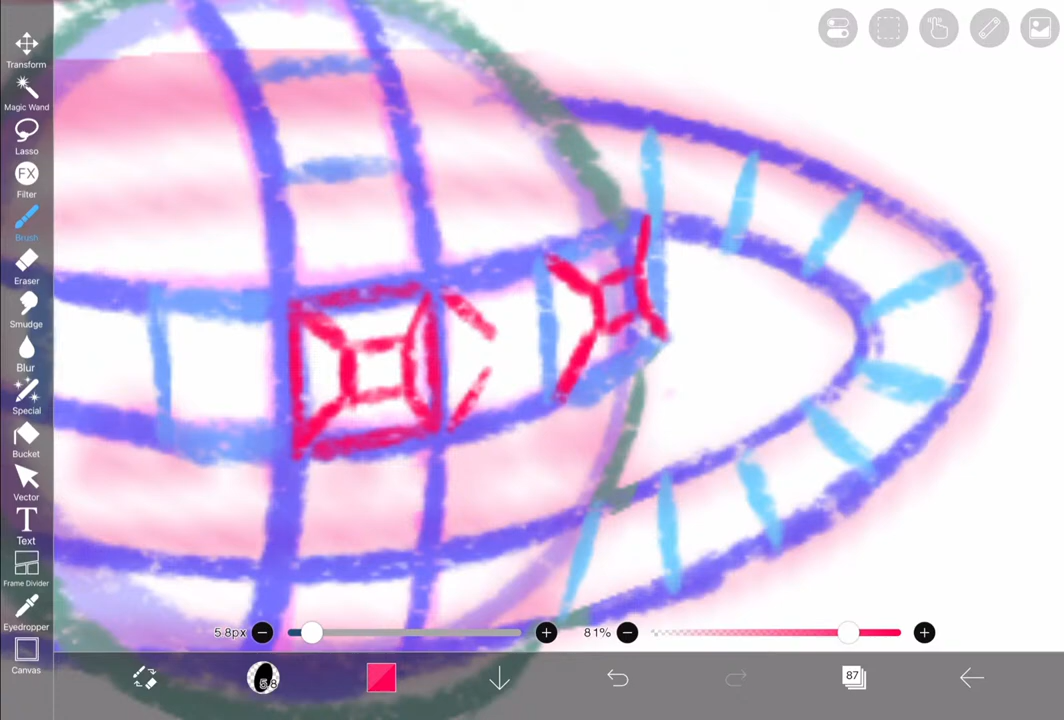 Transform
Magic Wand
Lasso
FX
Filter
Brush
Eraser
Smudge
Blur
Special
Bucket
Vector
T
Text
Frame Divider
Eyedropper
Canvas
5.8px
81%
87